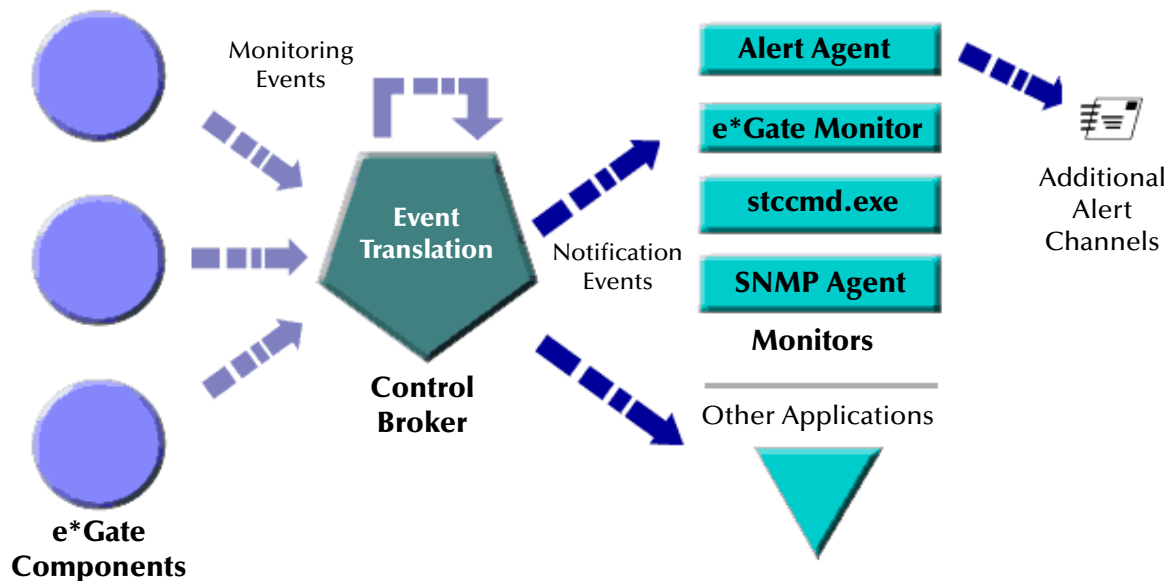 Monitoring
Events
Alert Agent
e*Gate Monitor
stccmd.exe
SNMP Agent
Monitors
Event
Translation
Notification
Events
Additional
Alert
Channels
Control
Broker
Other Applications
e*Gate
Components